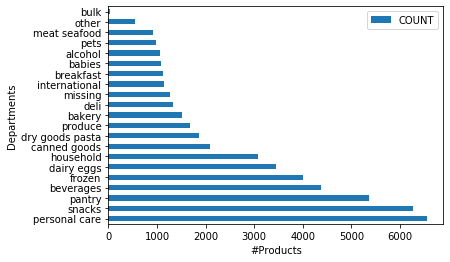 COUNT
Departments
bulk
other
meat seafood
pets
alcohol
babies
breakfast
international
missing
deli
bakery
produce
dry goods pasta
canned goods
household
dairy eggs
frozen
beverages
pantry
snacks
personal care
0 1000 2000 3000 4000 5000 6000
#Products